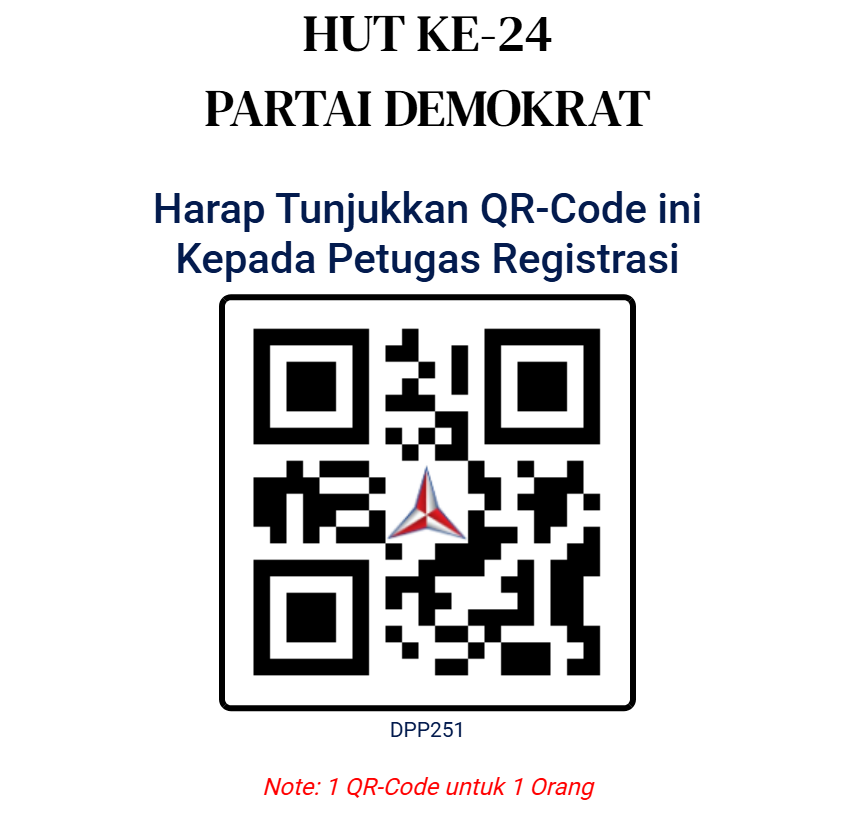 HUT KE-24
PARTAI DEMOKRAT
Harap Tunjukkan QR-Code ini
Kepada Petugas Registrasi
DPP251
Note: 1 QR-Code untuk 1 Orang